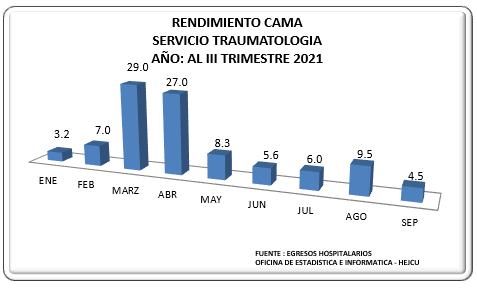 RENDIMIENTO CAMA
SERVICIO TRAUMATOLOGIA
AÑO: AL III TRIMESTRE 2021
3.2
7.0
29.0
27.0
8.3
5.6
6.0
9.5
4.5
ENE
FEB
MARZ
ABR
MAY
JUN
JUL
AGO
SEP
FUENTE : EGRESOS HOSPITALARIOS
OFICINA DE ESTADISTICA E INFORMATICA - HEJCU